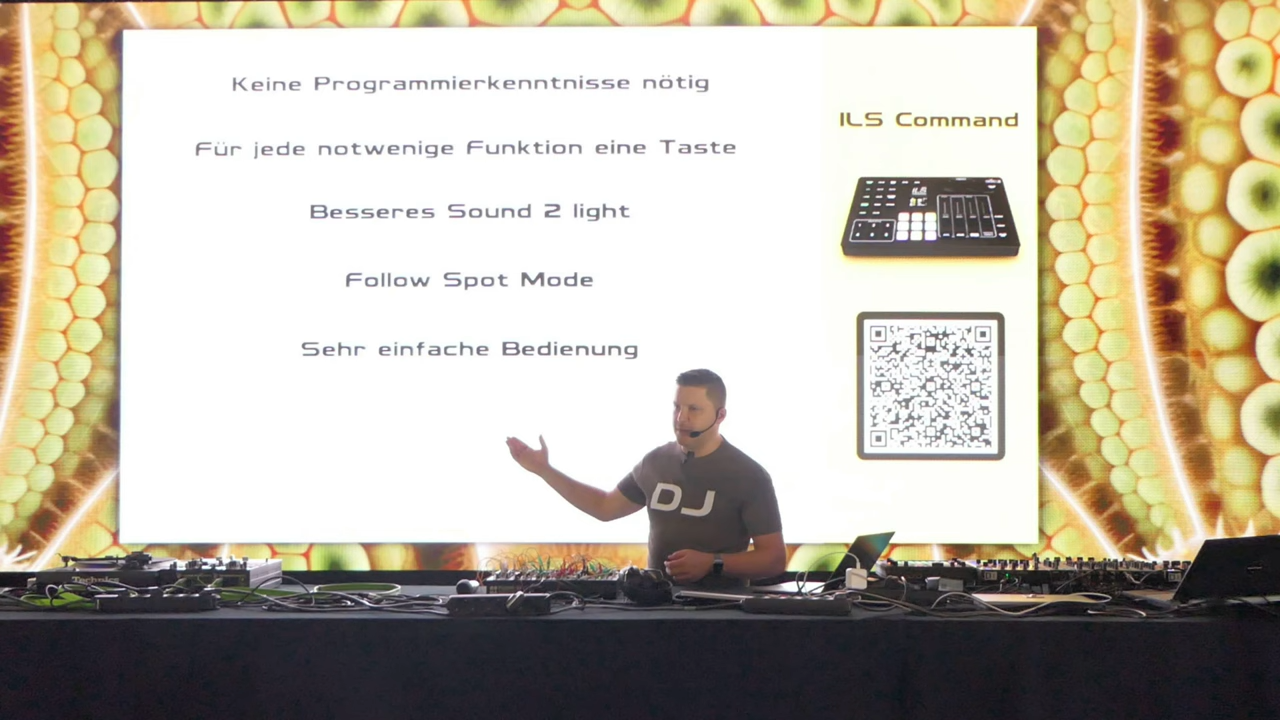 Keine Programmierkenntnisse nötig
Für jede notwenige Funktion eine Taste
Besseres Sound 2 light
Follow Spot Mode
Sehr einfache Bedienung
ILS Command
DJ
Technics